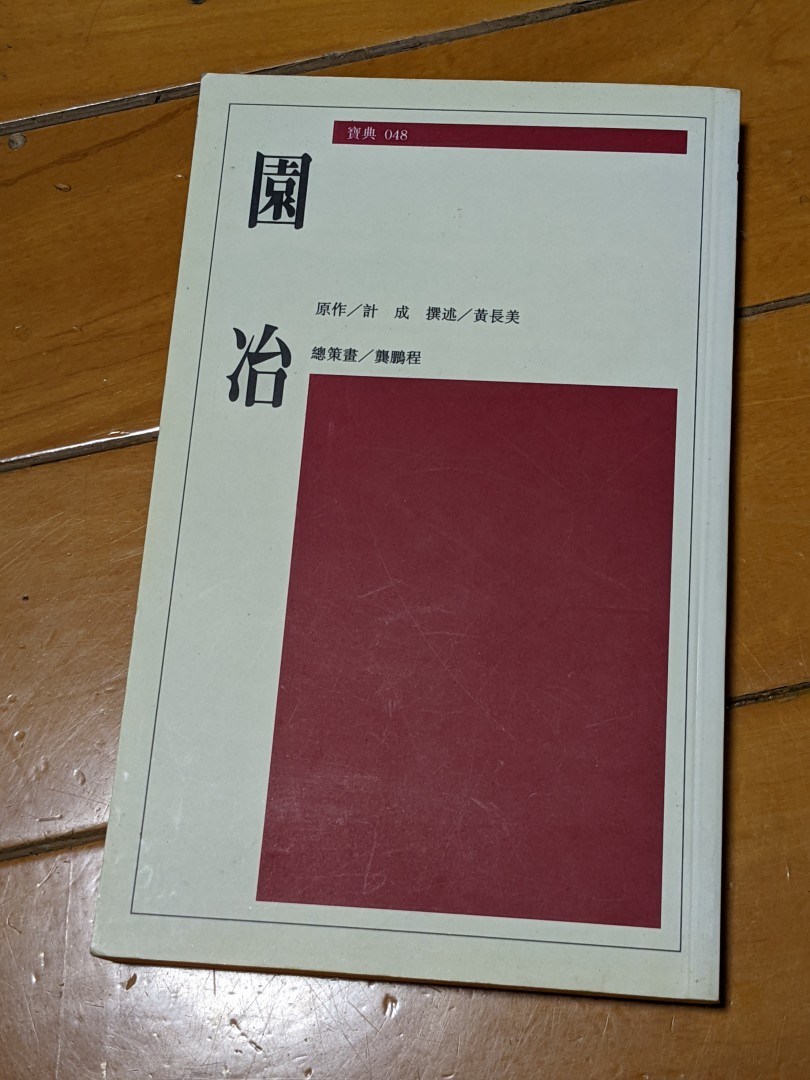 寶典 048
園冶
原作／計　成　撰述／黃長美
總策畫／龔鵬程